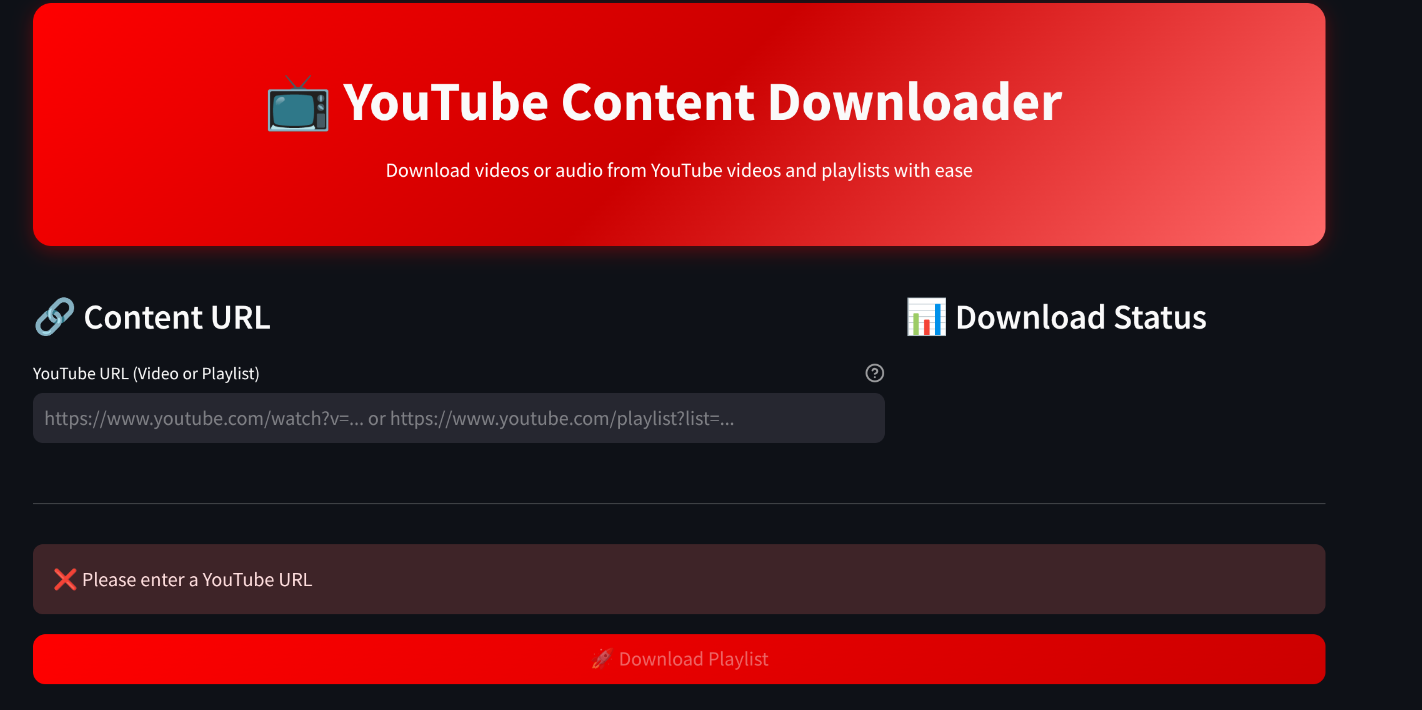 📺 YouTube Content Downloader
Download videos or audio from YouTube videos and playlists with ease
🔗 Content URL
📊 Download Status
YouTube URL (Video or Playlist)
https://www.youtube.com/watch?v=... or https://www.youtube.com/playlist?list=...
❌ Please enter a YouTube URL
🚀 Download Playlist